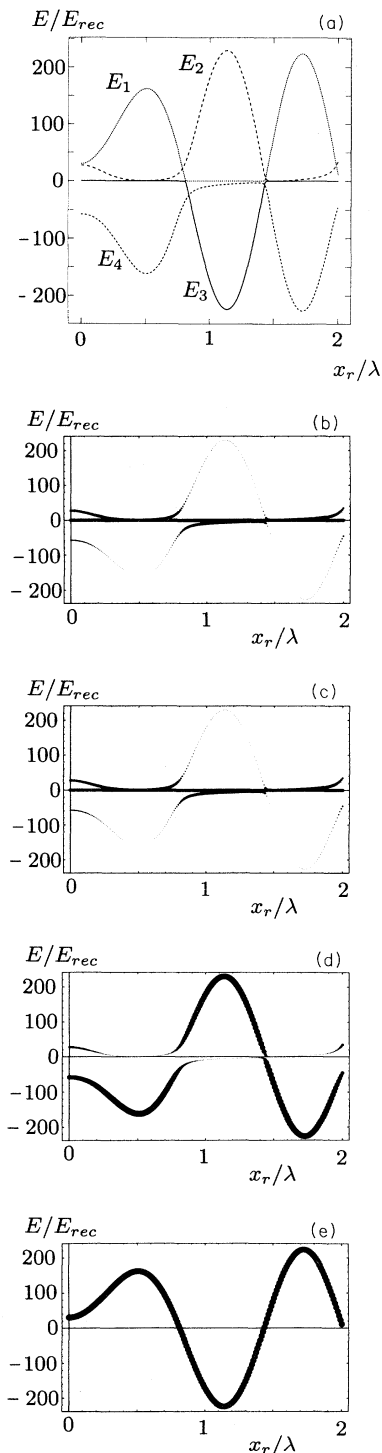 E/E_rec (a)
200
E_1
E_2
100
0
-100
E_4
E_3
-200
0 1 2
x_r/λ
E/E_rec (b)
200
100
0
-100
-200
0 1 2
x_r/λ
E/E_rec (c)
200
100
0
-100
-200
0 1 2
x_r/λ
E/E_rec (d)
200
100
0
-100
-200
0 1 2
x_r/λ
E/E_rec (e)
200
100
0
-100
-200
0 1 2
x_r/λ